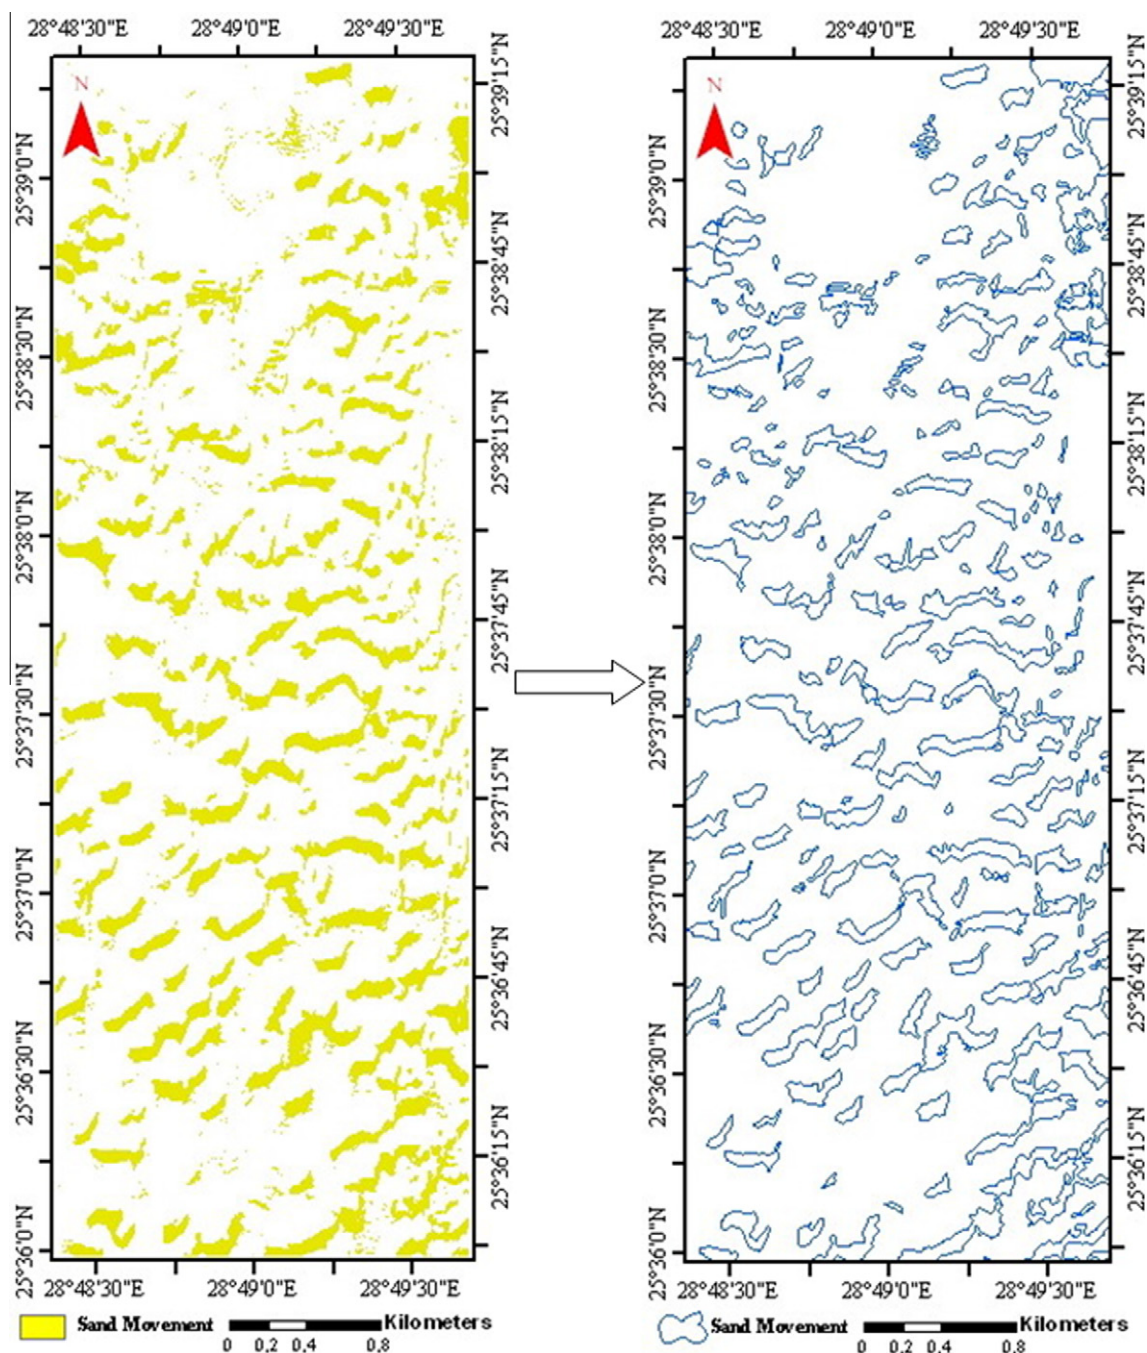 28°48'30"E 28°49'0"E 28°49'30"E
N
25°39'0"N
25°38'30"N
25°38'0"N
25°37'30"N
25°37'0"N
25°36'30"N
25°36'0"N
25°39'15"N
25°38'45"N
25°38'15"N
25°37'45"N
25°37'15"N
25°36'45"N
25°36'15"N
28°48'30"E 28°49'0"E 28°49'30"E
Sand Movement
Kilometers
0 0,2 0,4 0,8
28°48'30"E 28°49'0"E 28°49'30"E
N
25°39'0"N
25°38'30"N
25°38'0"N
25°37'30"N
25°37'0"N
25°36'30"N
25°36'0"N
25°39'15"N
25°38'45"N
25°38'15"N
25°37'45"N
25°37'15"N
25°36'45"N
25°36'15"N
28°48'30"E 28°49'0"E 28°49'30"E
Sand Movement
Kilometers
0 0,2 0,4 0,8